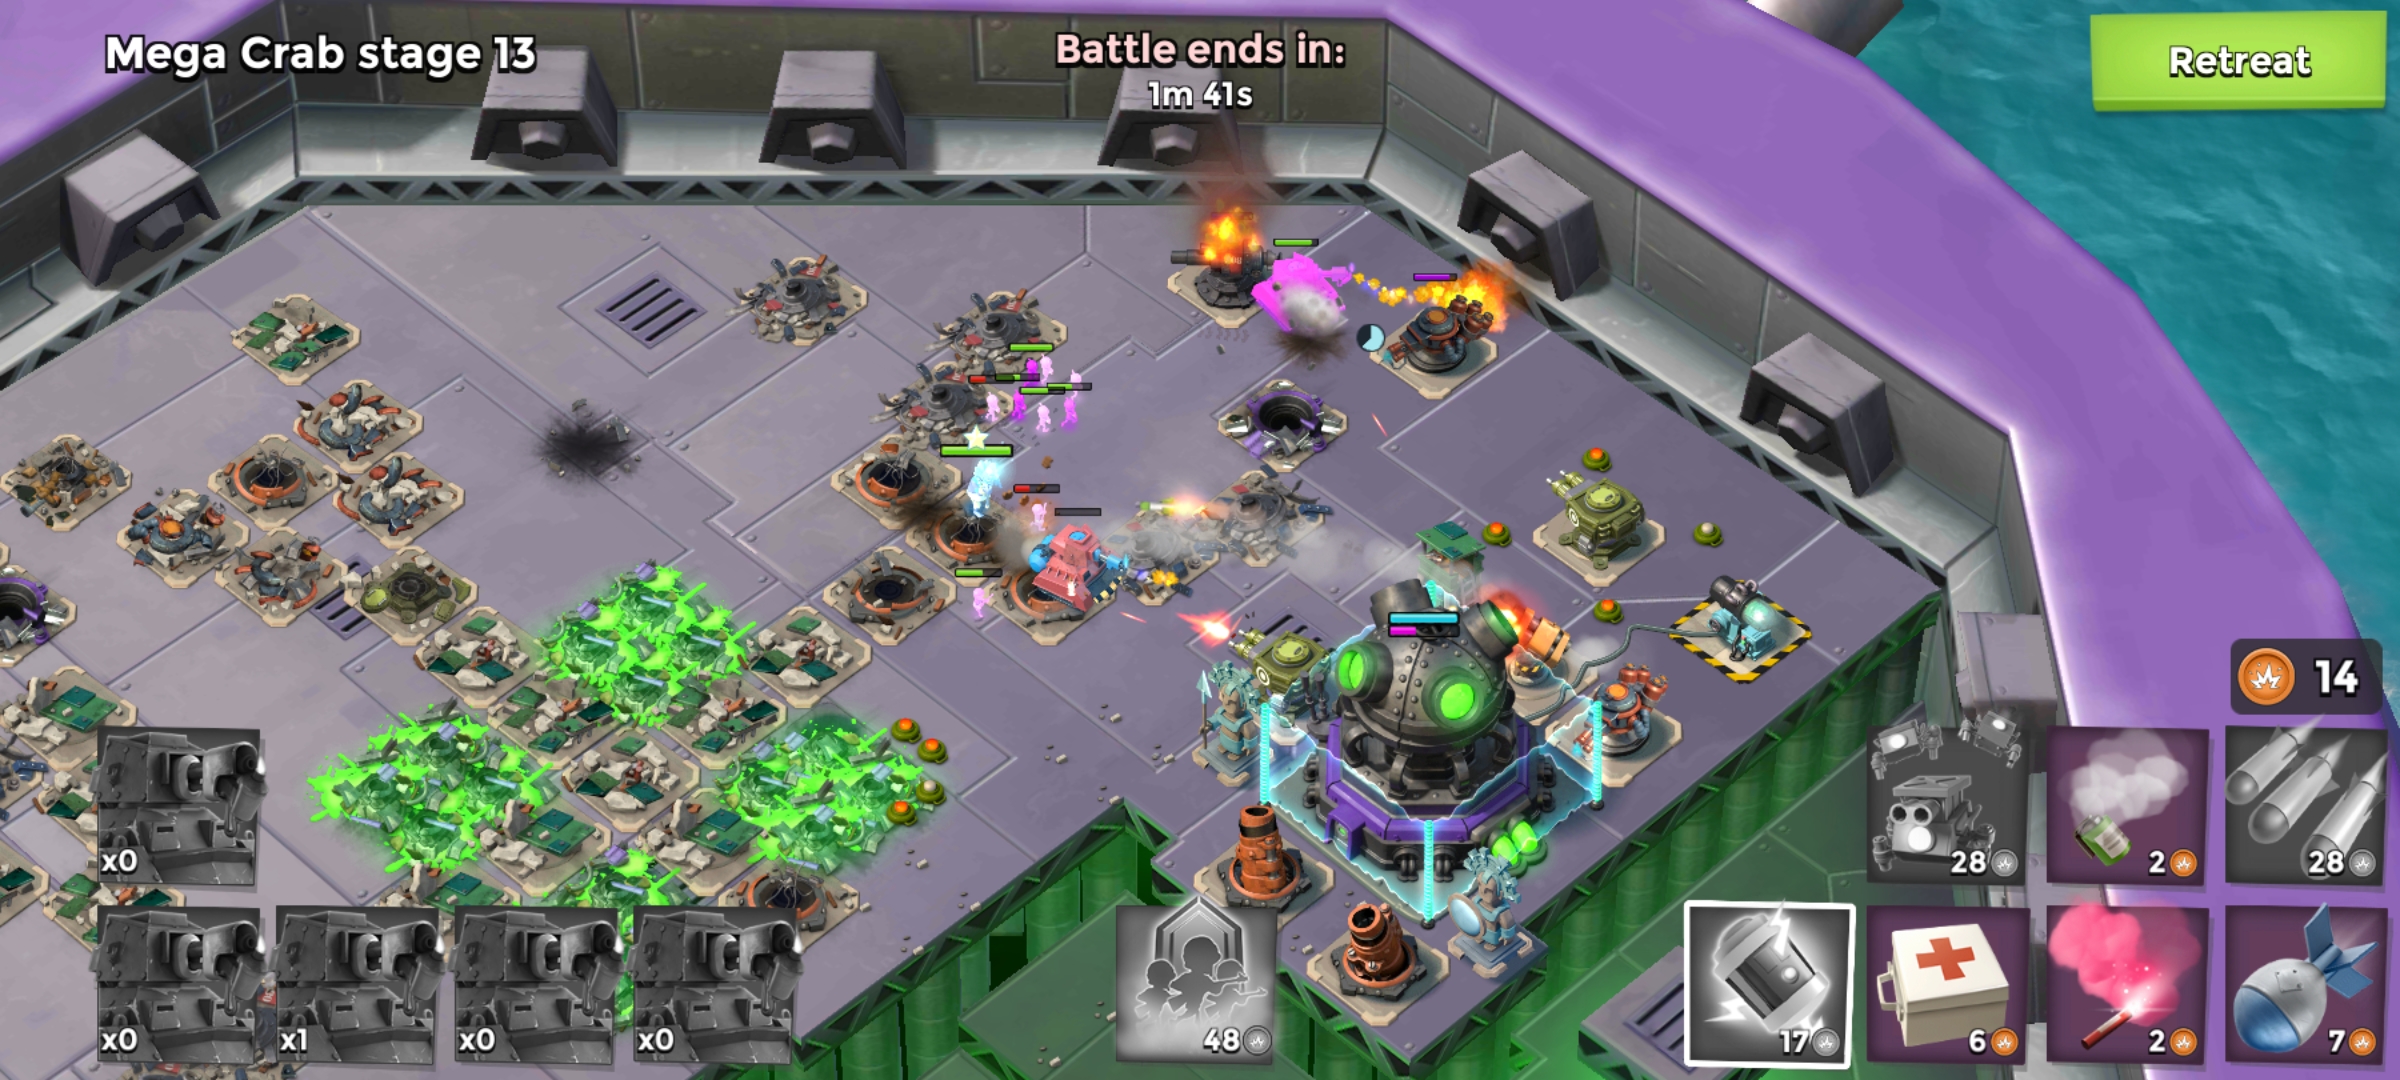 Mega Crab stage 13
Battle ends in:
1m 41s
Retreat
14
28
2
28
x0
x0
x1
x0
x0
48
17
6
2
7